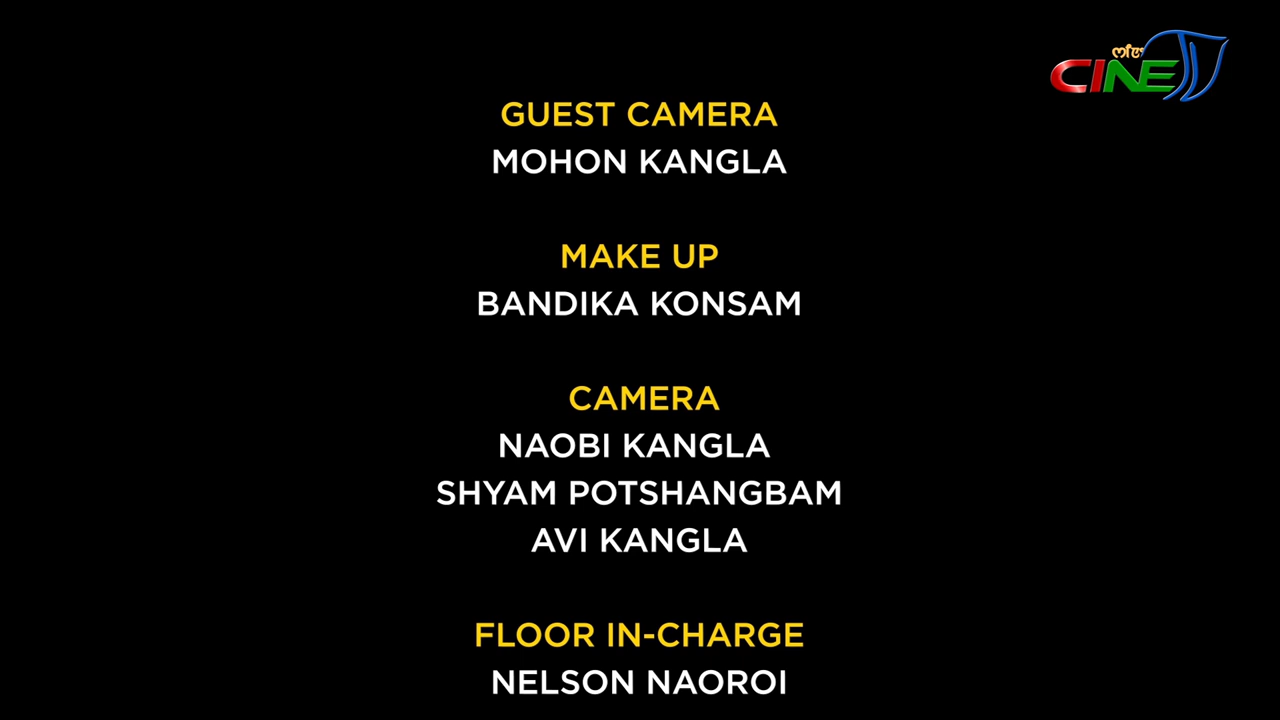 CINE
GUEST CAMERA
MOHON KANGLA
MAKE UP
BANDIKA KONSAM
CAMERA
NAOBI KANGLA
SHYAM POTSHANGBAM
AVI KANGLA
FLOOR IN-CHARGE
NELSON NAOROI